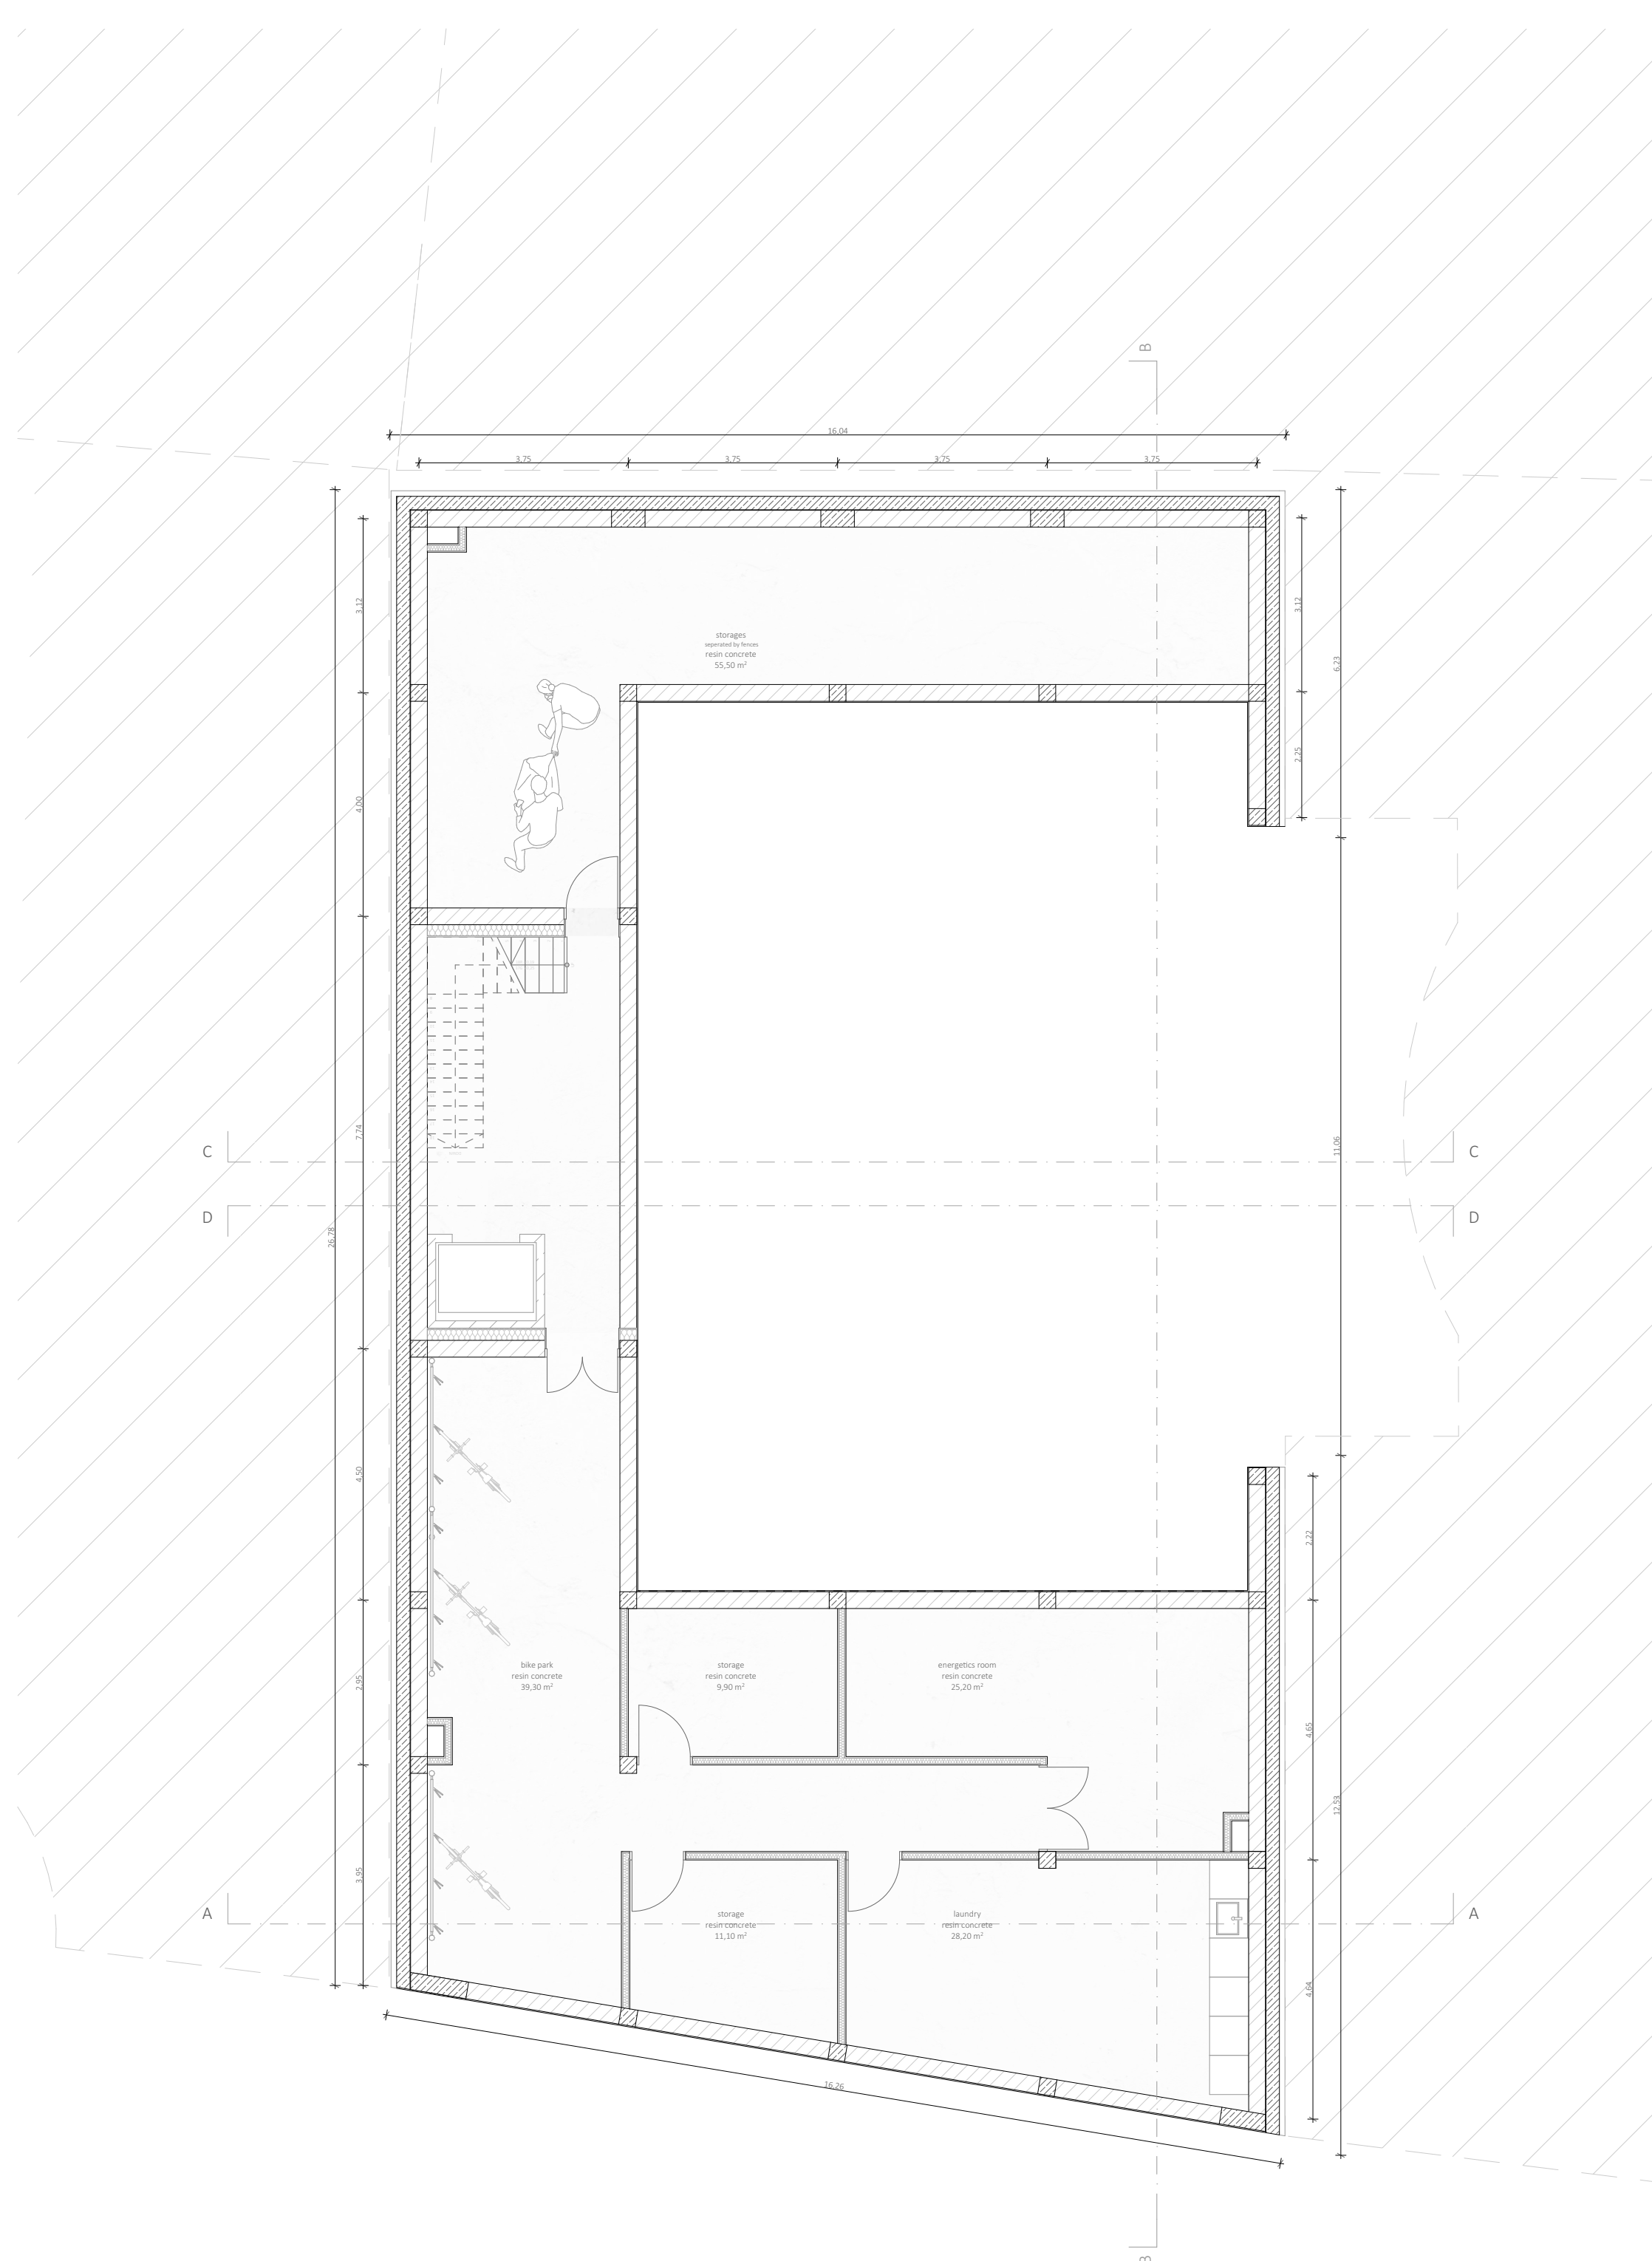 B
16.04
3.75
3.75
3.75
3.75
3.12
3.12
6.23
storages
seperated by fences
resin concrete
55,50 m²
2.25
4.00
7.74
11.06
C
C
D
D
26.78
4.50
2.22
bike park
resin concrete
39,30 m²
storage
resin concrete
9,90 m²
energetics room
resin concrete
25,20 m²
2.95
4.65
12.53
3.95
A
storage
resin concrete
11,10 m²
laundry
resin concrete
28,20 m²
A
4.64
16.26
B